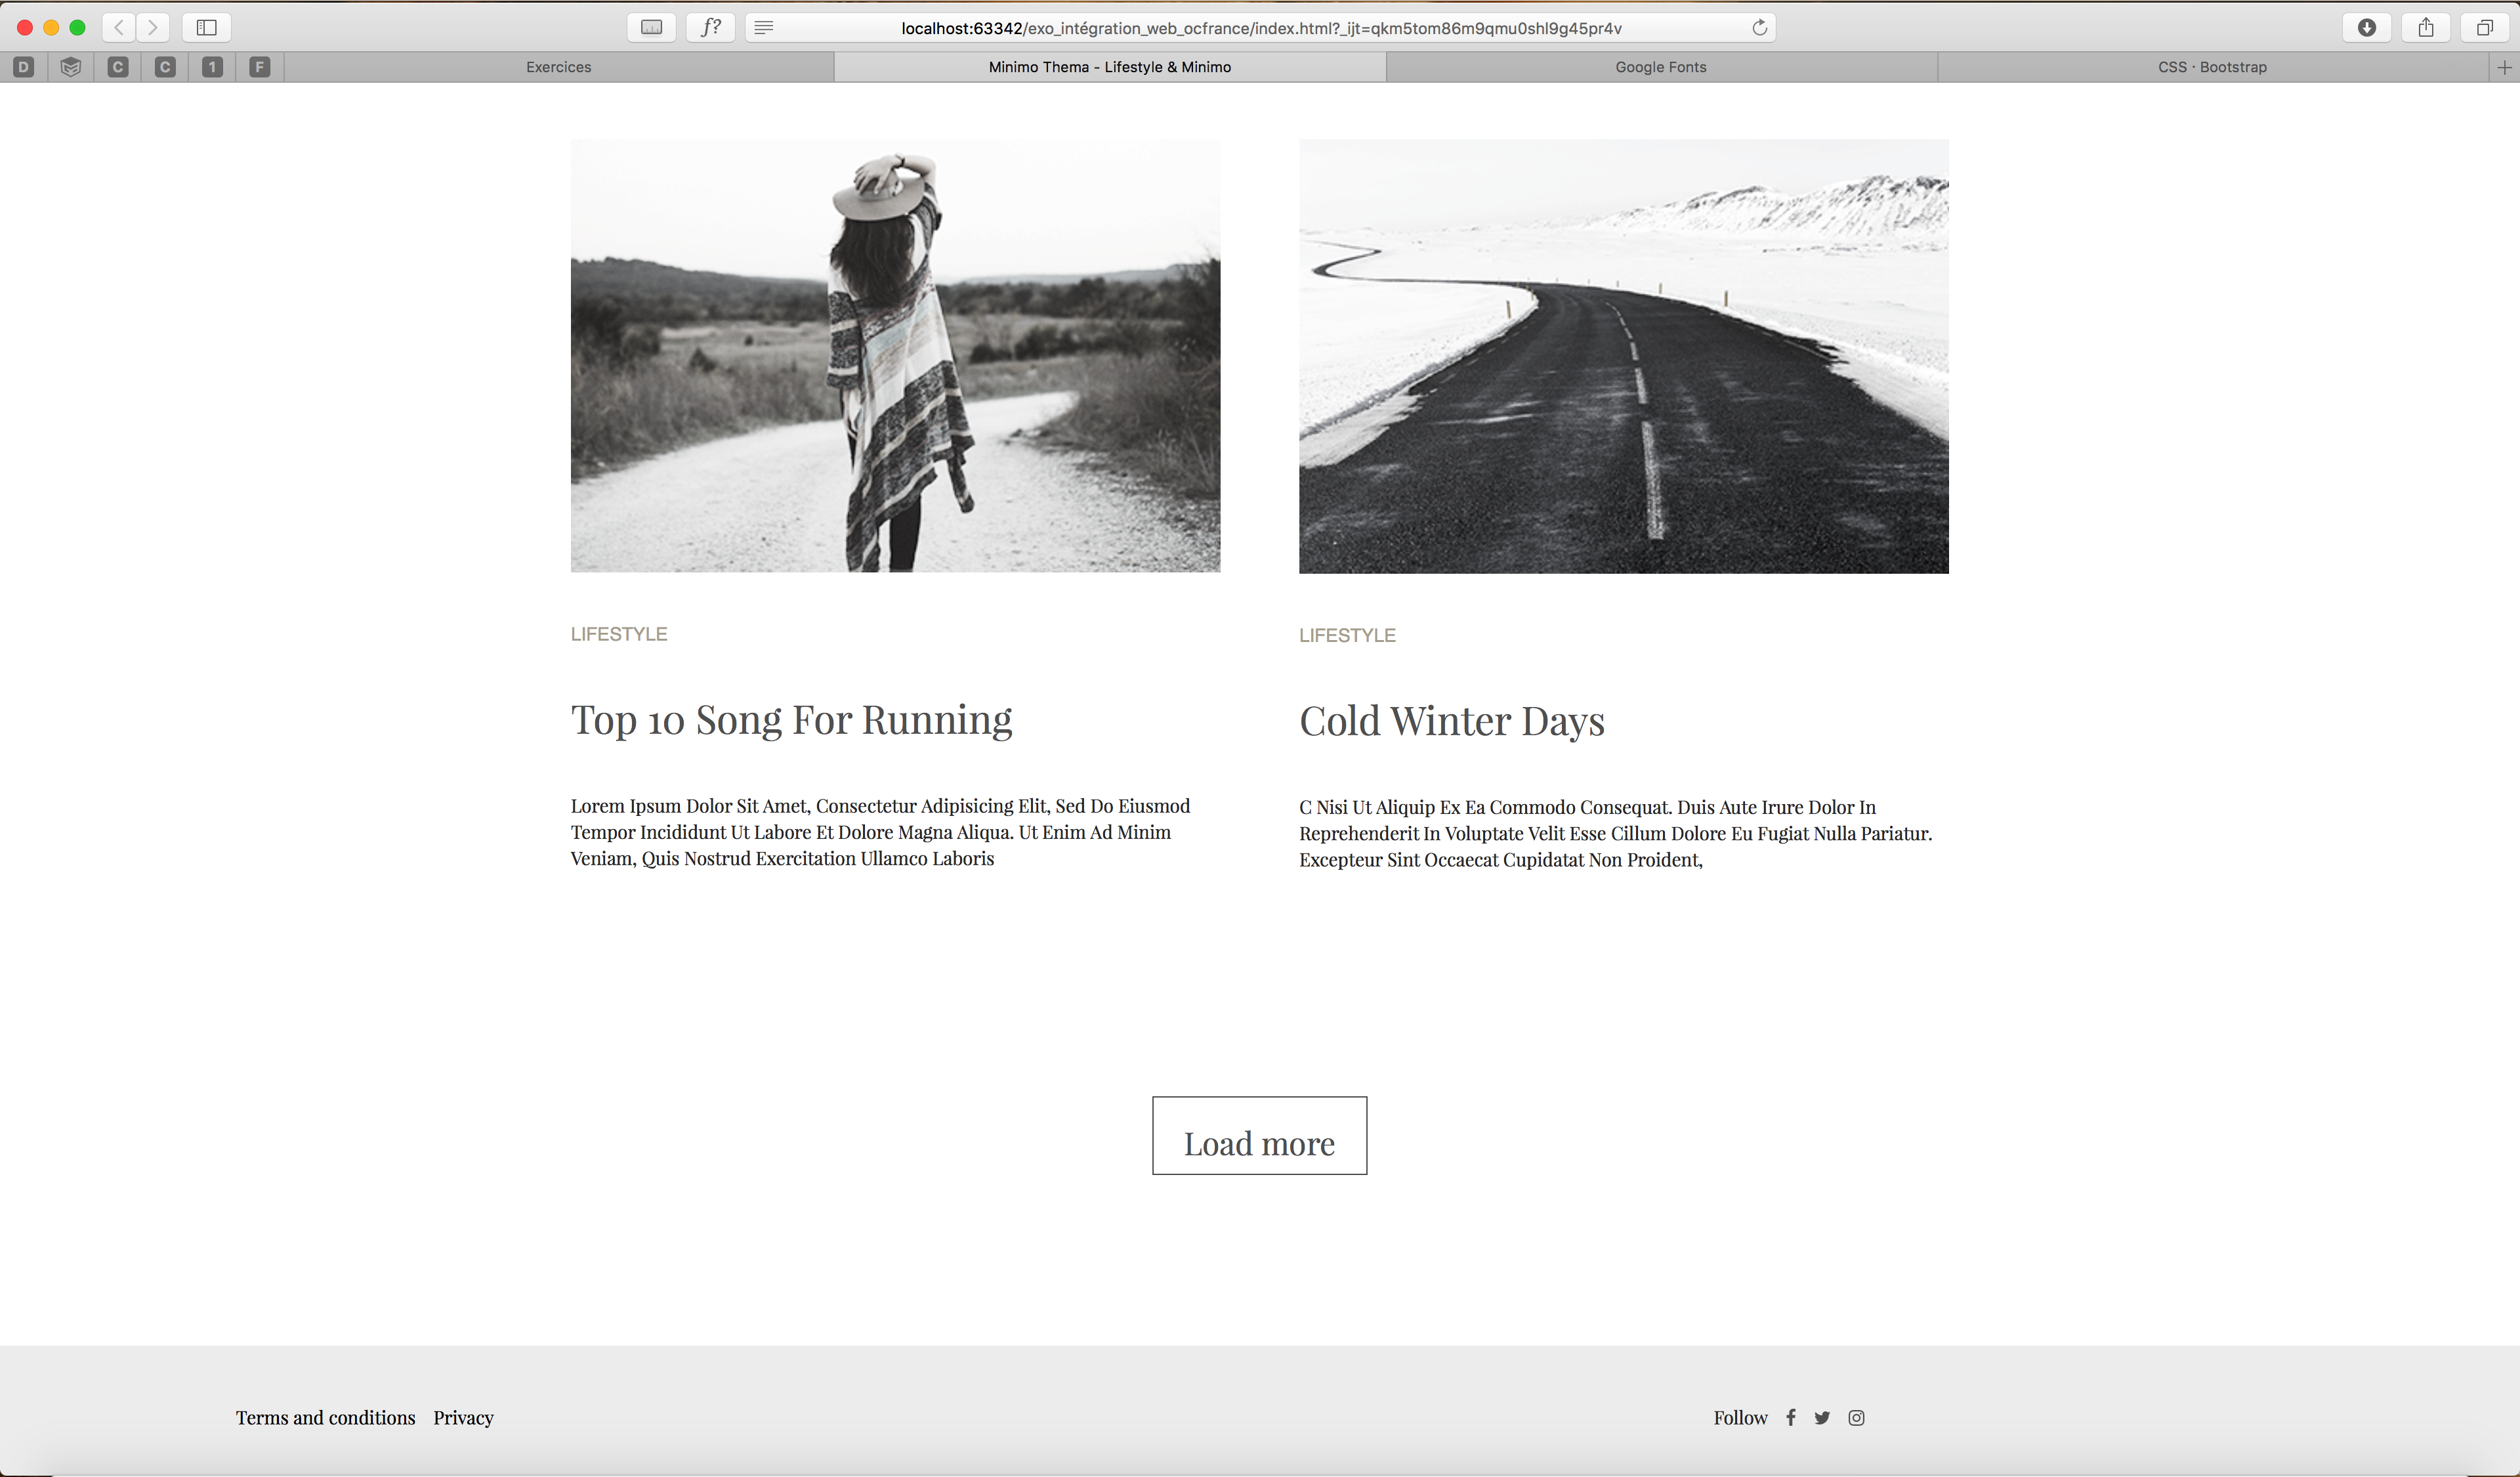 f?
localhost:63342/exo_intégration_web_ocfrance/index.html?_ijt=qkm5tom86m9qmu0shl9g45pr4v
D
C
C
1
F
Exercices
Minimo Thema - Lifestyle & Minimo
Google Fonts
CSS · Bootstrap
LIFESTYLE
Top 10 Song For Running
Lorem Ipsum Dolor Sit Amet, Consectetur Adipisicing Elit, Sed Do Eiusmod
Tempor Incididunt Ut Labore Et Dolore Magna Aliqua. Ut Enim Ad Minim
Veniam, Quis Nostrud Exercitation Ullamco Laboris
LIFESTYLE
Cold Winter Days
C Nisi Ut Aliquip Ex Ea Commodo Consequat. Duis Aute Irure Dolor In
Reprehenderit In Voluptate Velit Esse Cillum Dolore Eu Fugiat Nulla Pariatur.
Excepteur Sint Occaecat Cupidatat Non Proident,
Load more
Terms and conditions Privacy
Follow